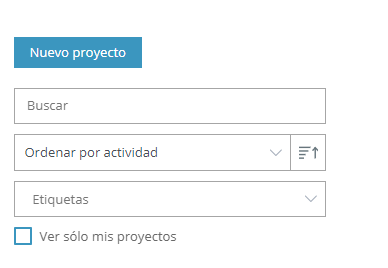 Nuevo proyecto
Buscar
Ordenar por actividad
Etiquetas
Ver sólo mis proyectos